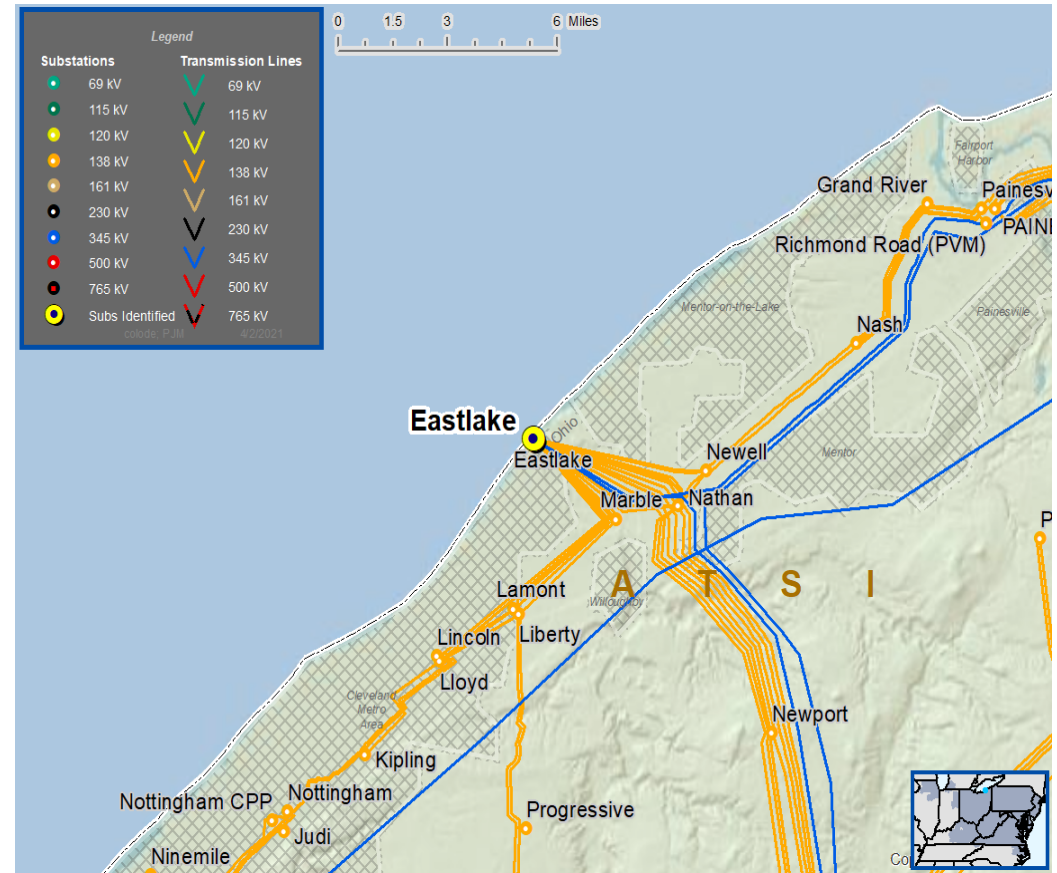 Legend
Substations
Transmission Lines
69 kV
69 kV
115 kV
115 kV
120 kV
120 kV
138 kV
138 kV
161 kV
161 kV
230 kV
230 kV
345 kV
345 kV
500 kV
500 kV
765 kV
765 kV
Subs Identified
colode; PJM
4/2/2021
0 1.5 3 6 Miles
Fairport
Harbor
Grand River
Painesv
PAINE
Richmond Road (PVM)
Mentor-on-the-Lake
Painesville
Nash
Eastlake
Ohio
Eastlake
Newell
Mentor
Marble
Nathan
P
A T S I
Willoughby
Lamont
Liberty
Lincoln
Lloyd
Cleveland
Metro
Area
Newport
Kipling
Nottingham CPP
Nottingham
Judi
Progressive
Ninemile
Co